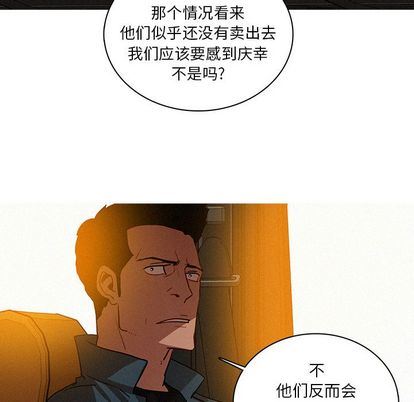 那个情况看来
他们似乎还没有卖出去
我们应该要感到庆幸
不是吗?
不
他们反而会